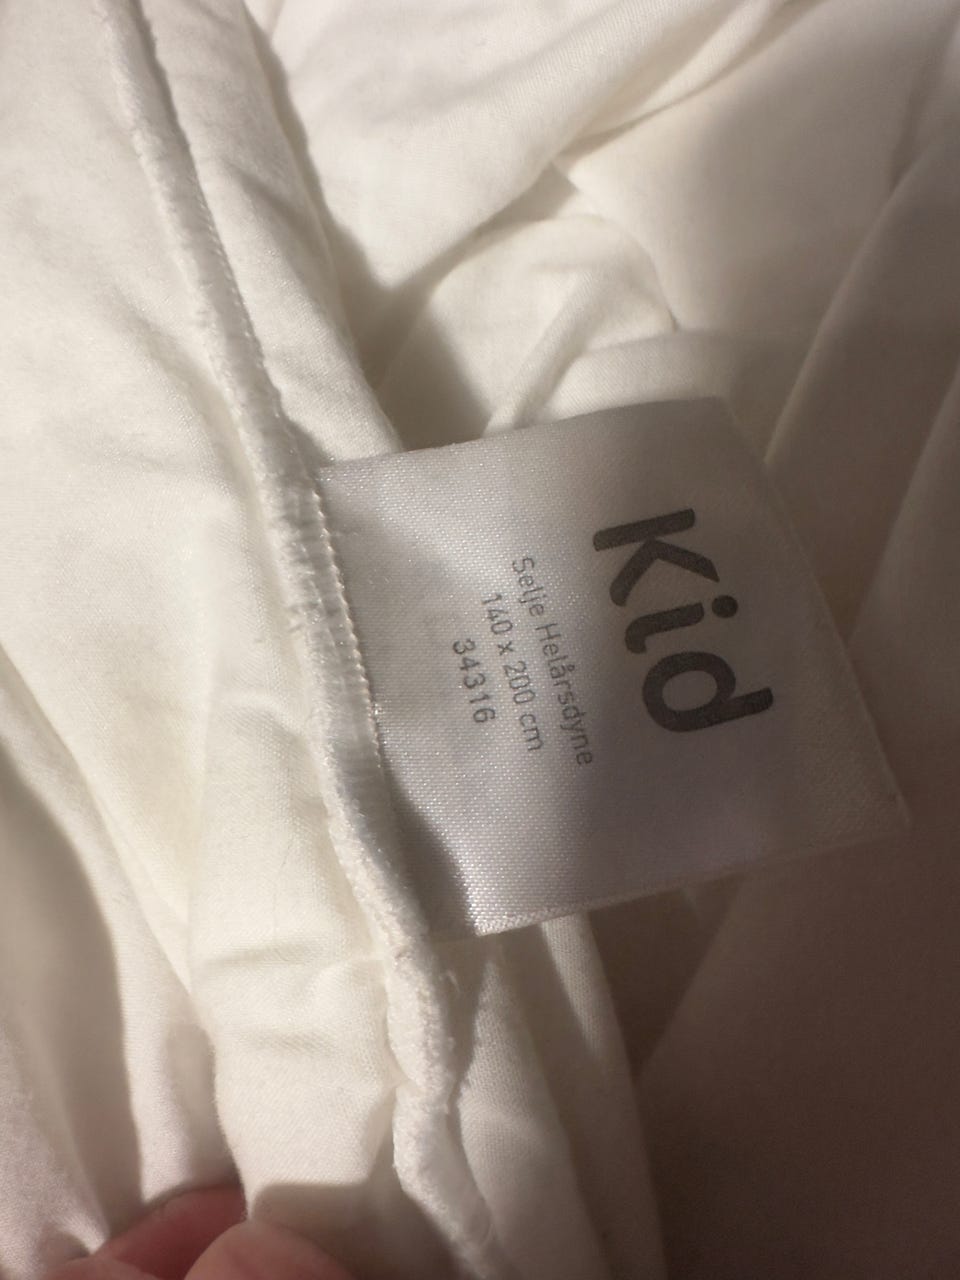 Kid
Selje Helårsdyne
140 x 200 cm
34316